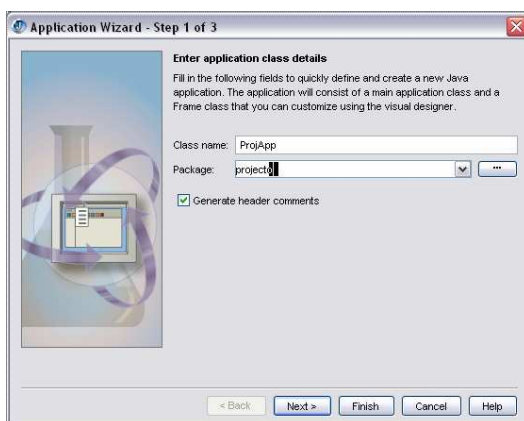 Application Wizard - Step 1 of 3
Enter application class details
Fill in the following fields to quickly define and create a new Java
application. The application will consist of a main application class and a
Frame class that you can customize using the visual designer.
Class name: ProjApp
Package: projecto
...
Generate header comments
< Back Next > Finish Cancel Help